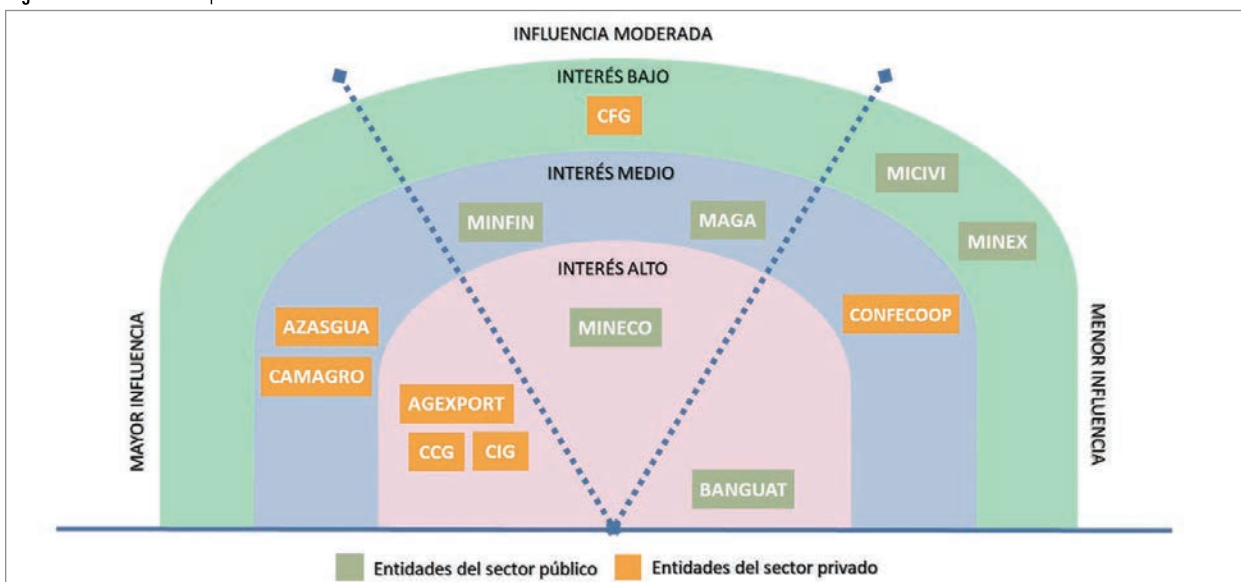 INFLUENCIA MODERADA
INTERÉS BAJO
CFG
MICIVI
INTERÉS MEDIO
MINFIN
MAGA
MINEX
INTERÉS ALTO
AZASGUA
MINECO
CONFECOOP
CAMAGRO
AGEXPORT
CCG
CIG
BANGUAT
MAYOR INFLUENCIA
MENOR INFLUENCIA
Entidades del sector público
Entidades del sector privado